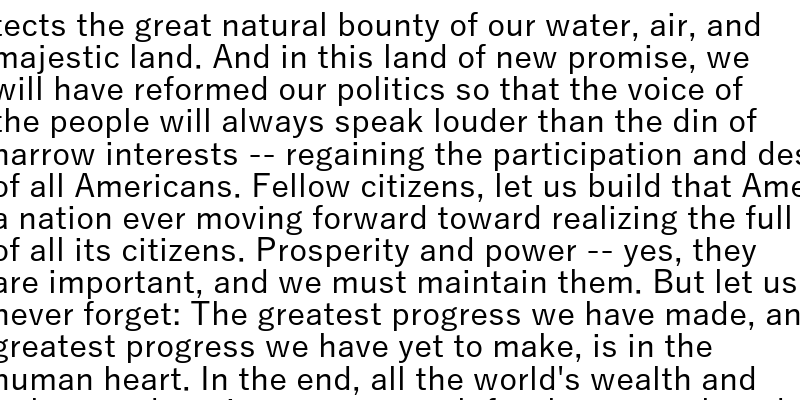 tects the great natural bounty of our water, air, and
majestic land. And in this land of new promise, we
will have reformed our politics so that the voice of
the people will always speak louder than the din of
narrow interests -- regaining the participation and des
of all Americans. Fellow citizens, let us build that Ame
a nation ever moving forward toward realizing the full
of all its citizens. Prosperity and power -- yes, they
are important, and we must maintain them. But let us
never forget: The greatest progress we have made, an
greatest progress we have yet to make, is in the
human heart. In the end, all the world's wealth and